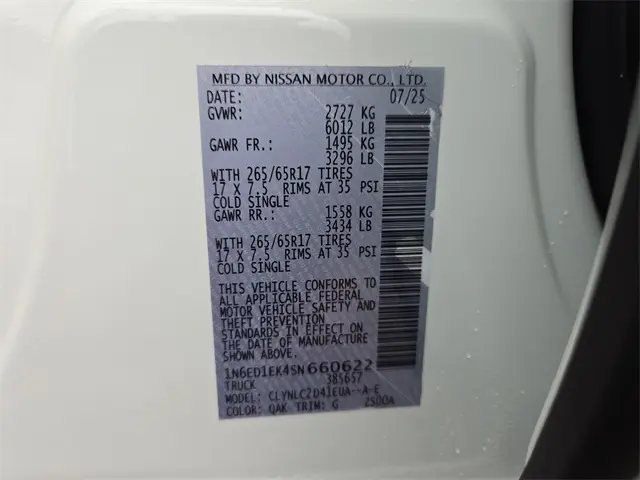 MFD BY NISSAN MOTOR CO., LTD.
DATE: 07/25
GVWR: 2727 KG
6012 LB
GAWR FR.: 1495 KG
3296 LB
WITH 265/65R17 TIRES
17 X 7.5 RIMS AT 35 PSI
COLD SINGLE
GAWR RR.: 1558 KG
3434 LB
WITH 265/65R17 TIRES
17 X 7.5 RIMS AT 35 PSI
COLD SINGLE
THIS VEHICLE CONFORMS TO
ALL APPLICABLE FEDERAL
MOTOR VEHICLE SAFETY AND
THEFT PREVENTION
STANDARDS IN EFFECT ON
THE DATE OF MANUFACTURE
SHOWN ABOVE.
1N6ED1EK4SN660622
TRUCK 385657
MODEL: CLYNLC2D41EUA--A-E
COLOR: QAK TRIM: G 2500A